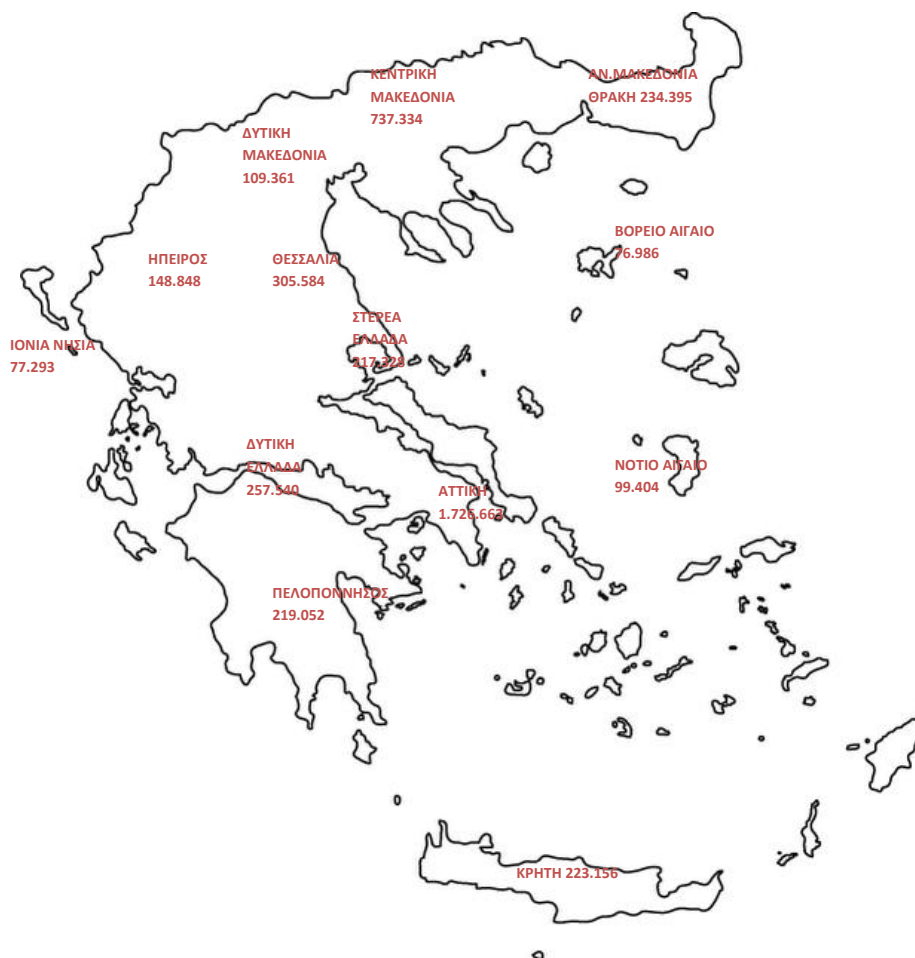 ΚΕΝΤΡΙΚΗ
ΜΑΚΕΔΟΝΙΑ
737.334
ΑΝ.ΜΑΚΕΔΟΝΙΑ
ΘΡΑΚΗ 234.395
ΔΥΤΙΚΗ
ΜΑΚΕΔΟΝΙΑ
109.361
ΒΟΡΕΙΟ ΑΙΓΑΙΟ
76.986
ΗΠΕΙΡΟΣ
148.848
ΘΕΣΣΑΛΙΑ
305.584
ΣΤΕΡΕΑ
ΕΛΛΑΔΑ
217.328
ΙΟΝΙΑ ΝΗΣΙΑ
77.293
ΔΥΤΙΚΗ
ΕΛΛΑΔΑ
257.540
ΑΤΤΙΚΗ
1.726.663
ΝΟΤΙΟ ΑΙΓΑΙΟ
99.404
ΠΕΛΟΠΟΝΝΗΣΟΣ
219.052
ΚΡΗΤΗ 223.156